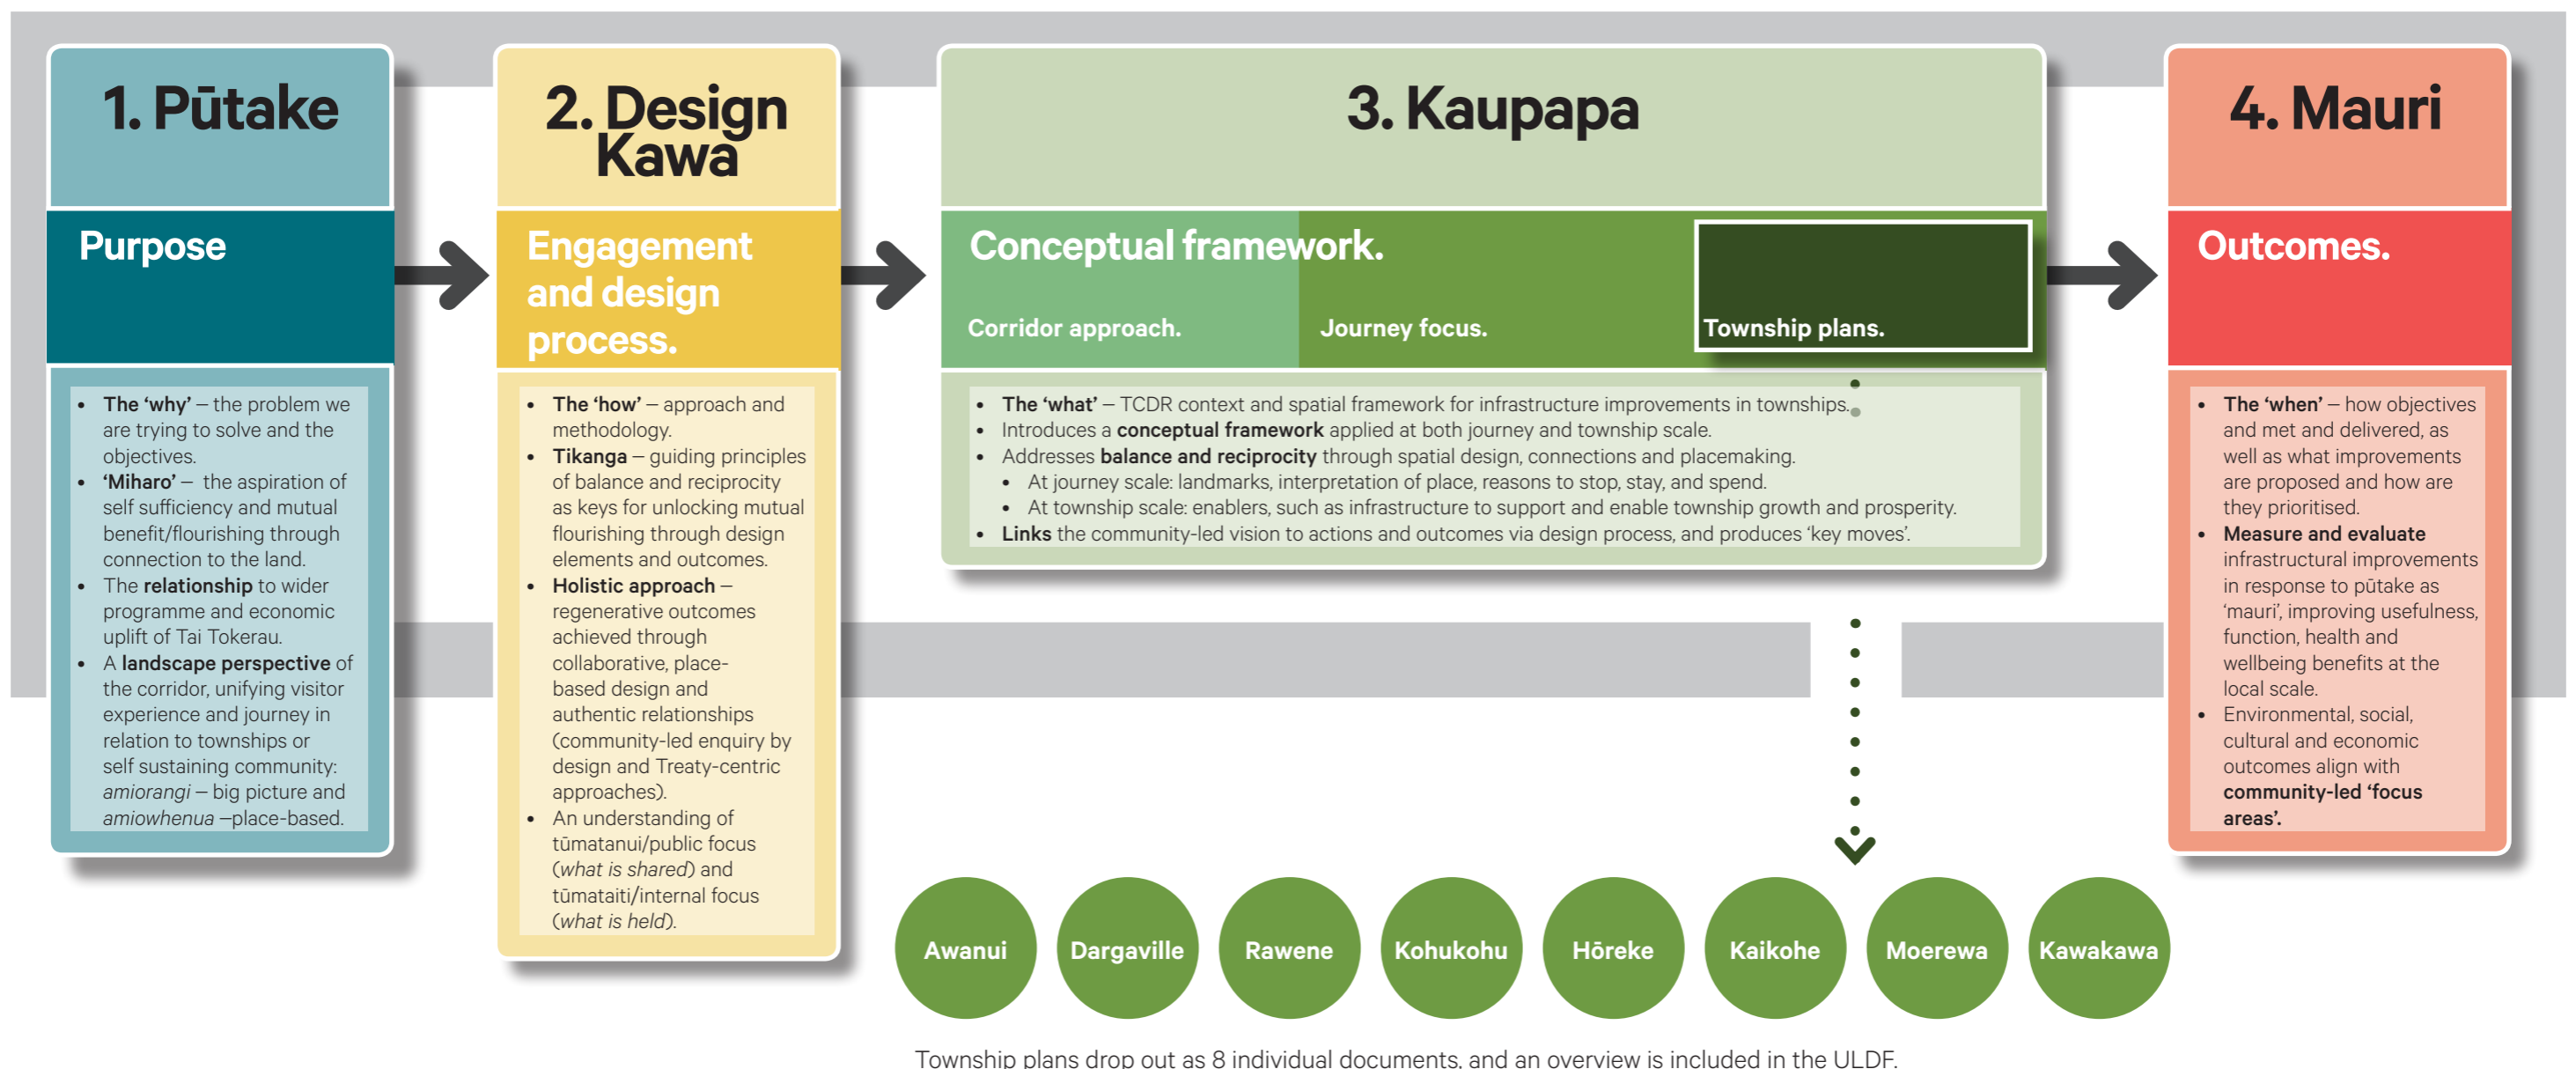 1. Pūtake
Purpose
• The ‘why’ – the problem we
are trying to solve and the
objectives.
• ‘Miharo’ – the aspiration of
self sufficiency and mutual
benefit/flourishing through
connection to the land.
• The relationship to wider
programme and economic
uplift of Tai Tokerau.
• A landscape perspective of
the corridor, unifying visitor
experience and journey in
relation to townships or
self sustaining community:
amiorangi – big picture and
amiowhenua –place-based.
2. Design
Kawa
Engagement
and design
process.
• The ‘how’ – approach and
methodology.
• Tikanga – guiding principles
of balance and reciprocity
as keys for unlocking mutual
flourishing through design
elements and outcomes.
• Holistic approach –
regenerative outcomes
achieved through
collaborative, place-
based design and
authentic relationships
(community-led enquiry by
design and Treaty-centric
approaches).
• An understanding of
tūmatanui/public focus
(what is shared) and
tūmataiti/internal focus
(what is held).
3. Kaupapa
Conceptual framework.
Corridor approach.
Journey focus.
Township plans.
• The ‘what’ – TCDR context and spatial framework for infrastructure improvements in townships.
• Introduces a conceptual framework applied at both journey and township scale.
• Addresses balance and reciprocity through spatial design, connections and placemaking.
• At journey scale: landmarks, interpretation of place, reasons to stop, stay, and spend.
• At township scale: enablers, such as infrastructure to support and enable township growth and prosperity.
• Links the community-led vision to actions and outcomes via design process, and produces ‘key moves’.
4. Mauri
Outcomes.
• The ‘when’ – how objectives
and met and delivered, as
well as what improvements
are proposed and how are
they prioritised.
• Measure and evaluate
infrastructural improvements
in response to pūtake as
‘mauri’, improving usefulness,
function, health and
wellbeing benefits at the
local scale.
• Environmental, social,
cultural and economic
outcomes align with
community-led ‘focus
areas’.
Awanui
Dargaville
Rawene
Kohukohu
Hōreke
Kaikohe
Moerewa
Kawakawa
Township plans drop out as 8 individual documents, and an overview is included in the ULDF.